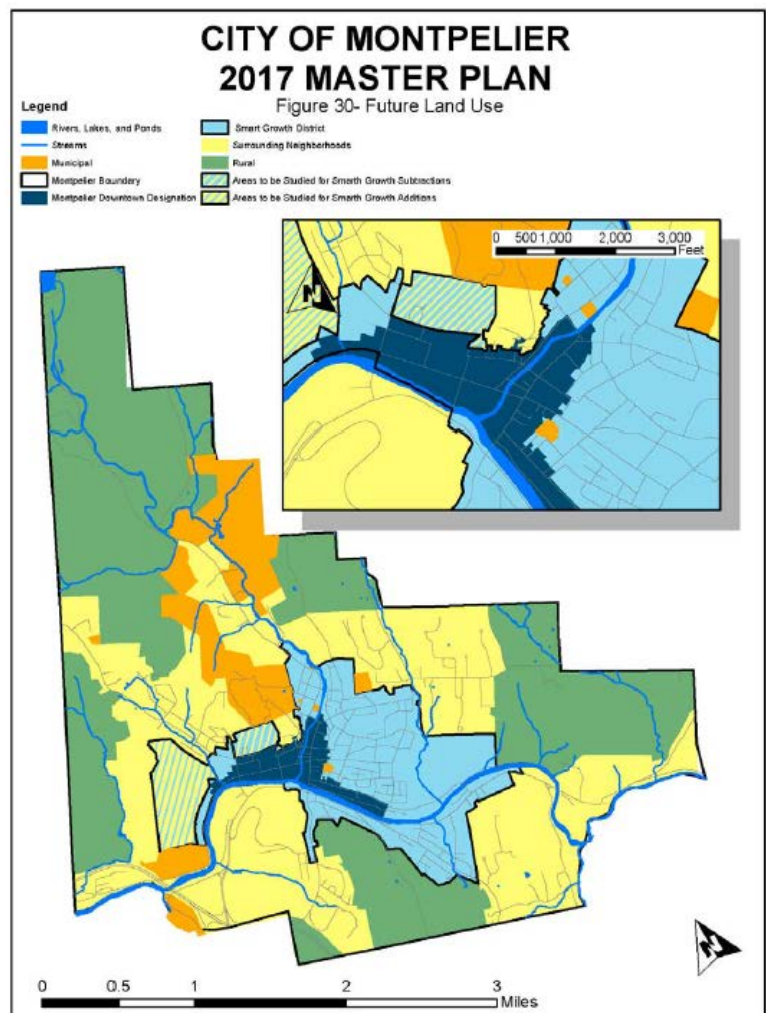 CITY OF MONTPELIER
2017 MASTER PLAN
Figure 30- Future Land Use
Legend
Rivers, Lakes, and Ponds
Streams
Municipal
Montpelier Boundary
Montpelier Downtown Designation
Smart Growth District
Surrounding Neighborhoods
Rural
Areas to be Studied for Smarth Growth Subtractions
Areas to be Studied for Smarth Growth Additions
0 500 1,000 2,000 3,000
Feet
N
N
0 0.5 1 2 3
Miles